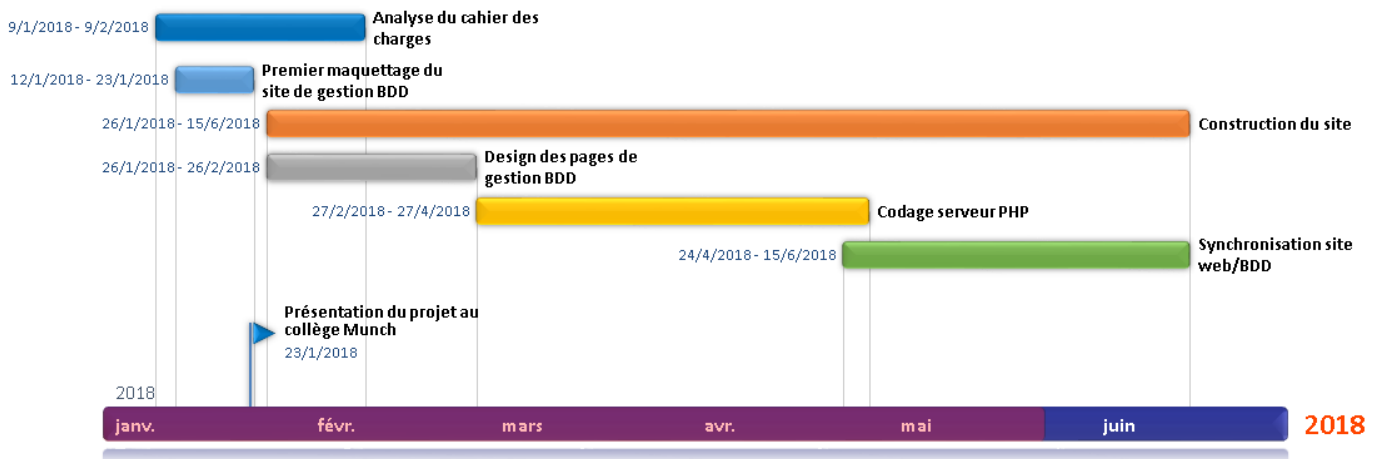 9/1/2018 - 9/2/2018
Analyse du cahier des
charges
12/1/2018 - 23/1/2018
Premier maquettage du
site de gestion BDD
26/1/2018 - 15/6/2018
Construction du site
26/1/2018 - 26/2/2018
Design des pages de
gestion BDD
27/2/2018 - 27/4/2018
Codage serveur PHP
24/4/2018 - 15/6/2018
Synchronisation site
web/BDD
Présentation du projet au
collège Munch
23/1/2018
2018
janv. févr. mars avr. mai juin 2018